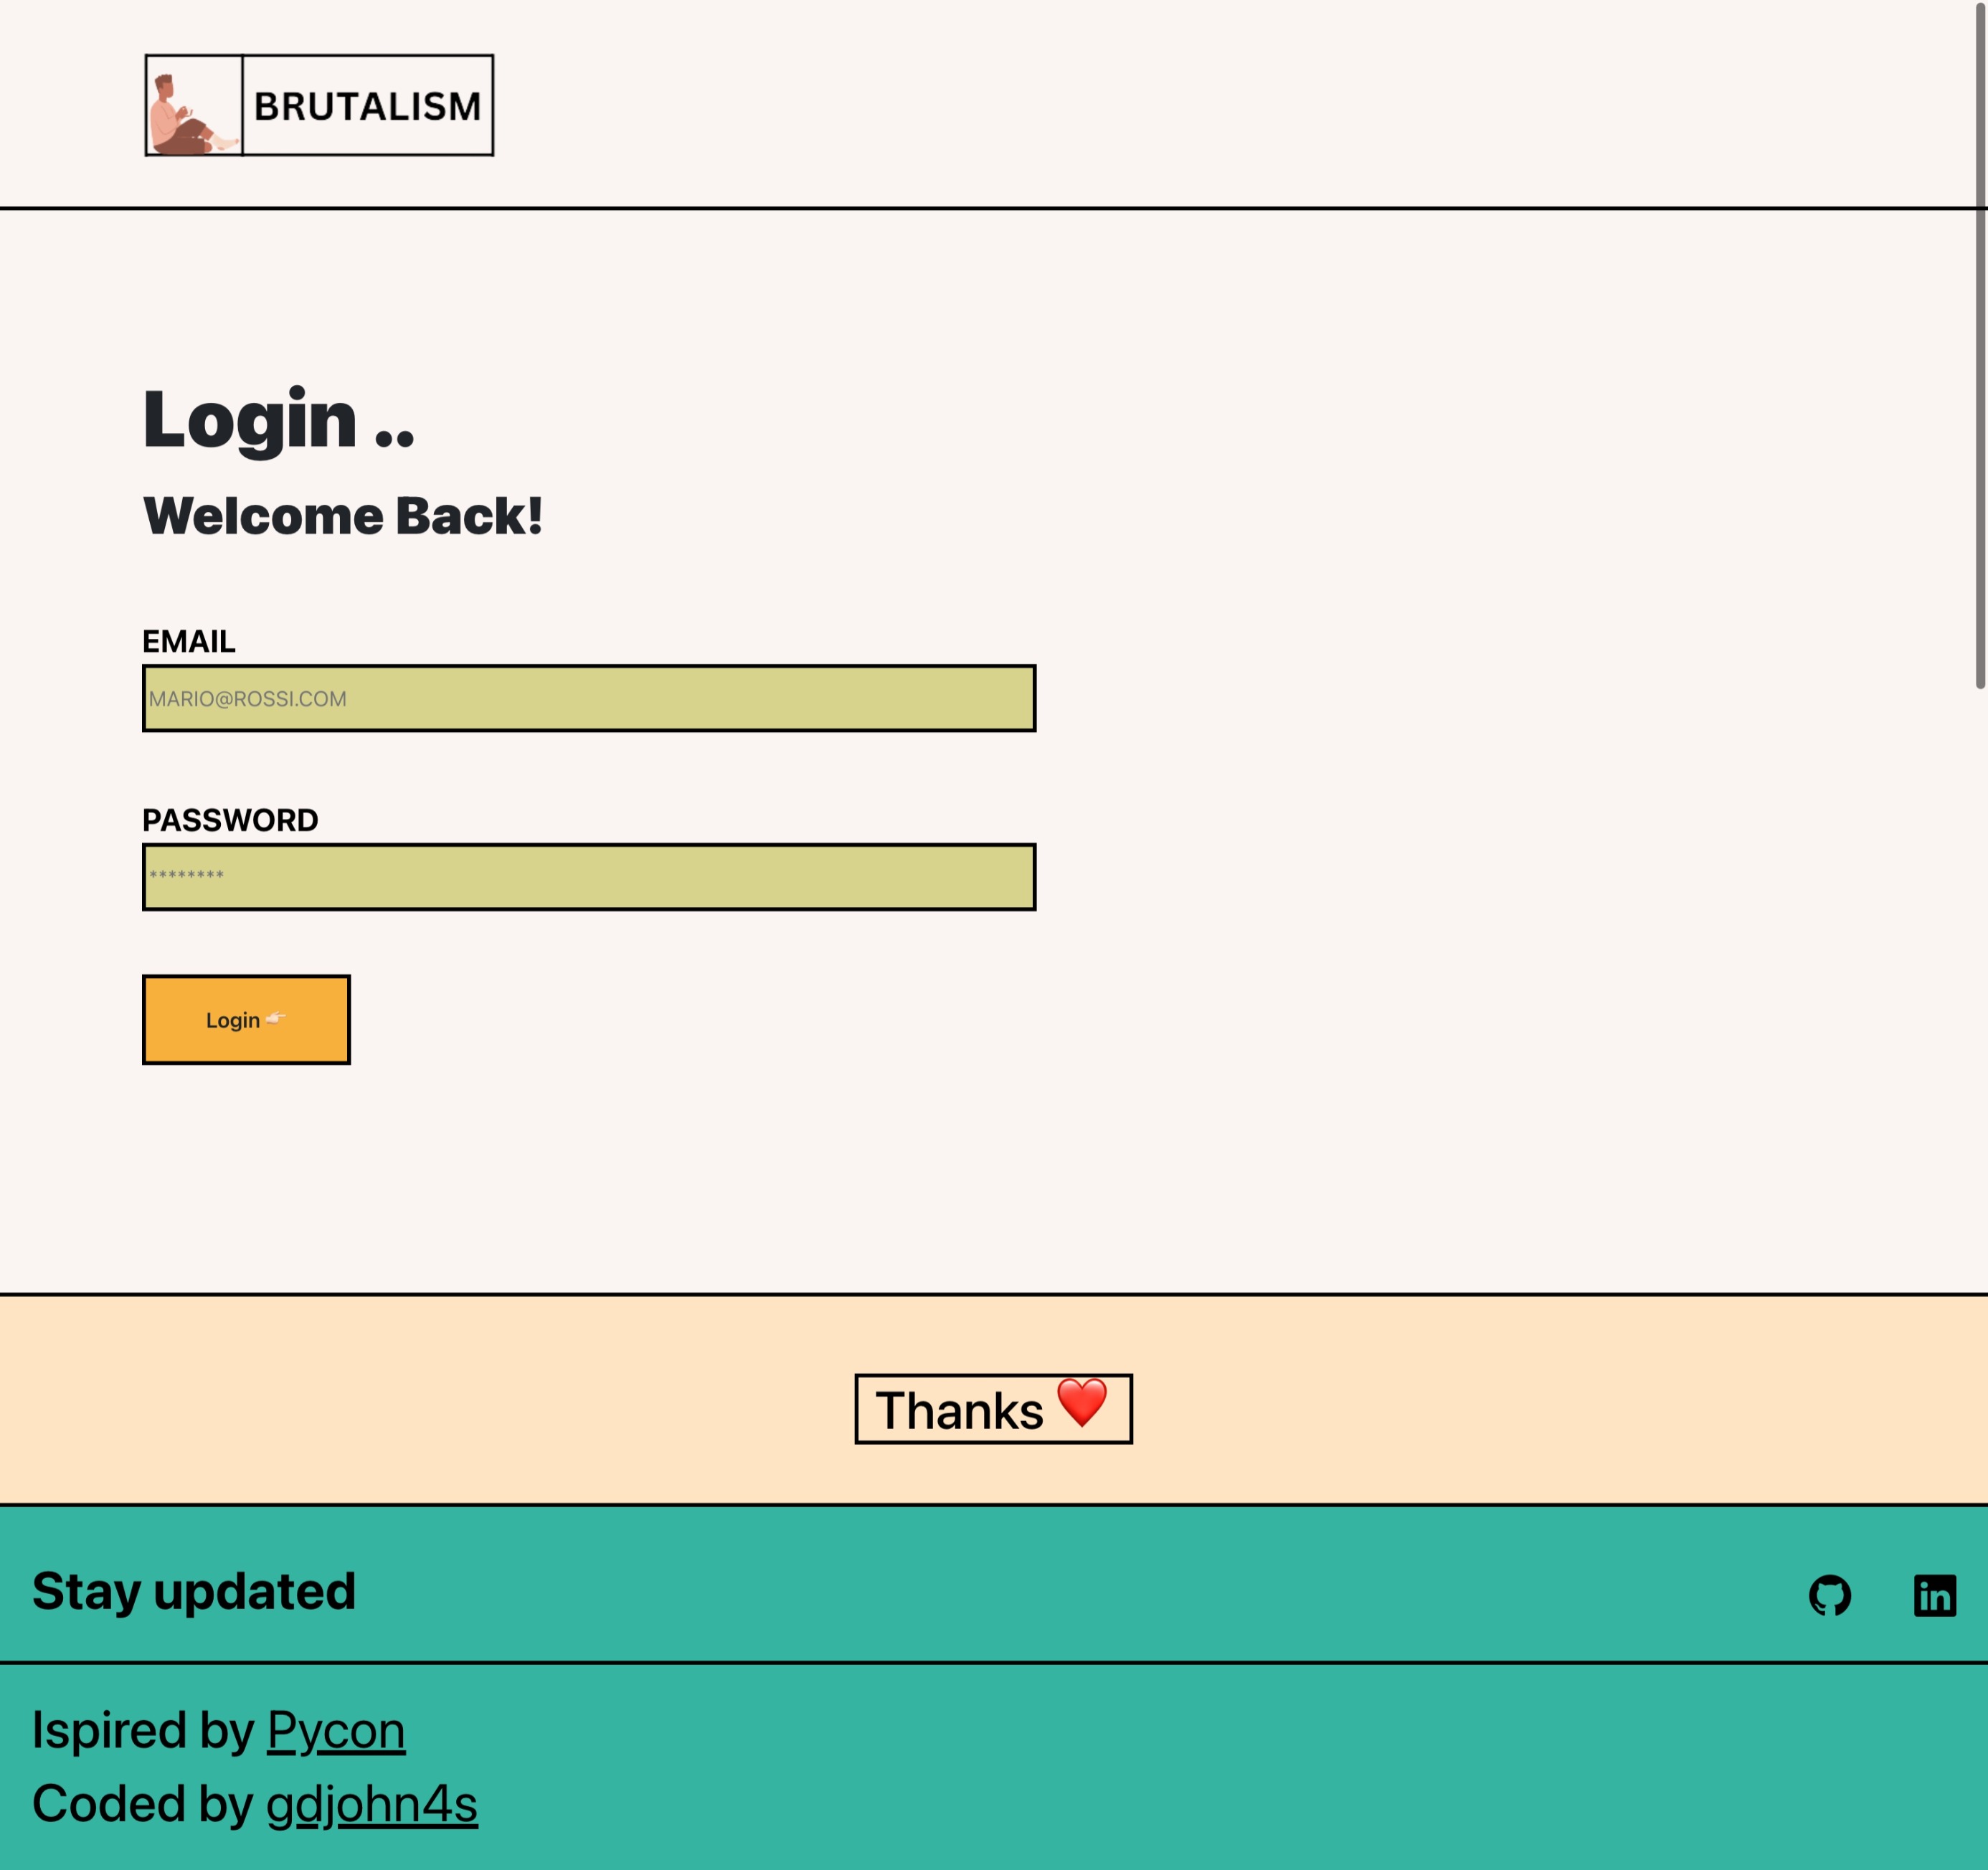 BRUTALISM
Login ..
Welcome Back!
EMAIL
MARIO@ROSSI.COM
PASSWORD
********
Login 👉🏻
Thanks ❤️
Stay updated
Ispired by Pycon
Coded by gdjohn4s